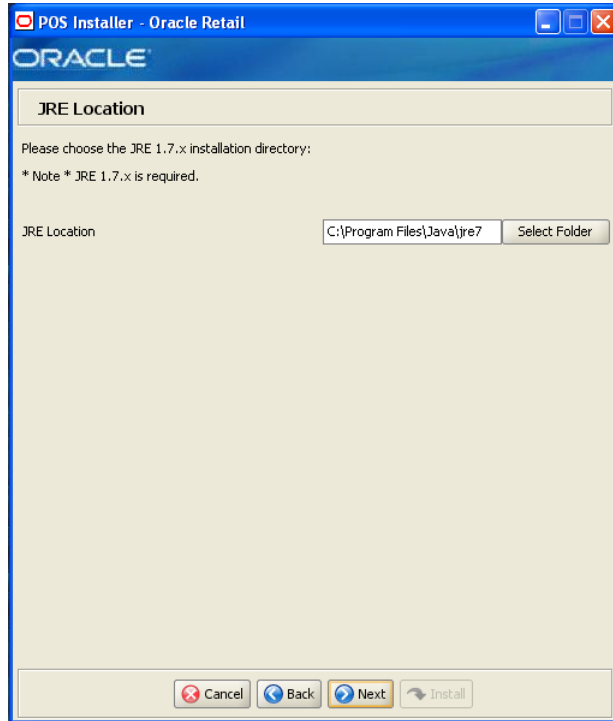 POS Installer - Oracle Retail
ORACLE
JRE Location
Please choose the JRE 1.7.x installation directory:
* Note * JRE 1.7.x is required.
JRE Location C:\Program Files\Java\jre7 Select Folder
Cancel Back Next Install